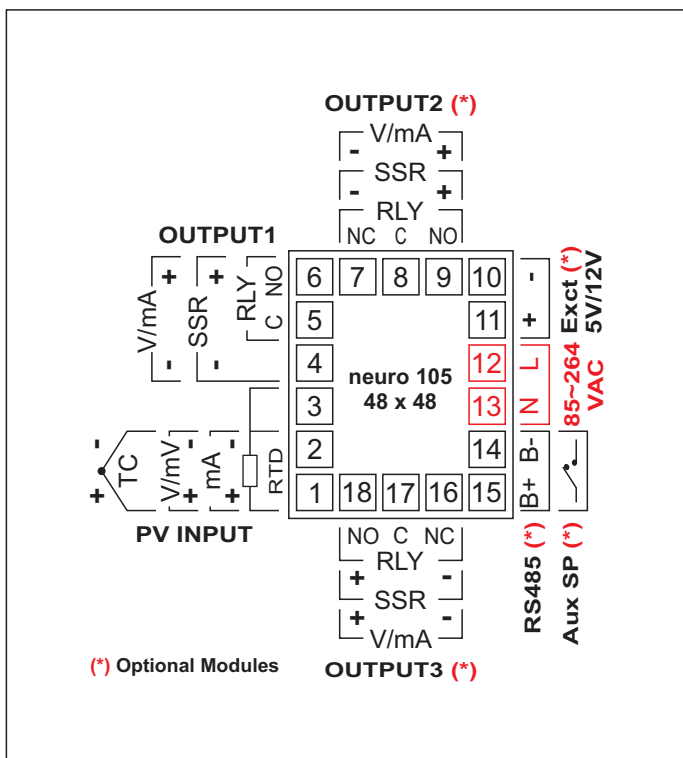 OUTPUT2 (*)
V/mA
- +
SSR
- +
RLY
NC C NO
OUTPUT1
V/mA
+ -
SSR
+ -
RLY
C NO
6 7 8 9 10
5 11
4 12
3 13
2 14
1 18 17 16 15
neuro 105
48 x 48
- +
Exct (*)
5V/12V
N L
85~264
VAC
B+ B-
RS485 (*)
Aux SP (*)
- +
TC
V/mV
- +
mA
- +
RTD
PV INPUT
NO C NC
RLY
+ -
SSR
+ -
V/mA
OUTPUT3 (*)
(*) Optional Modules